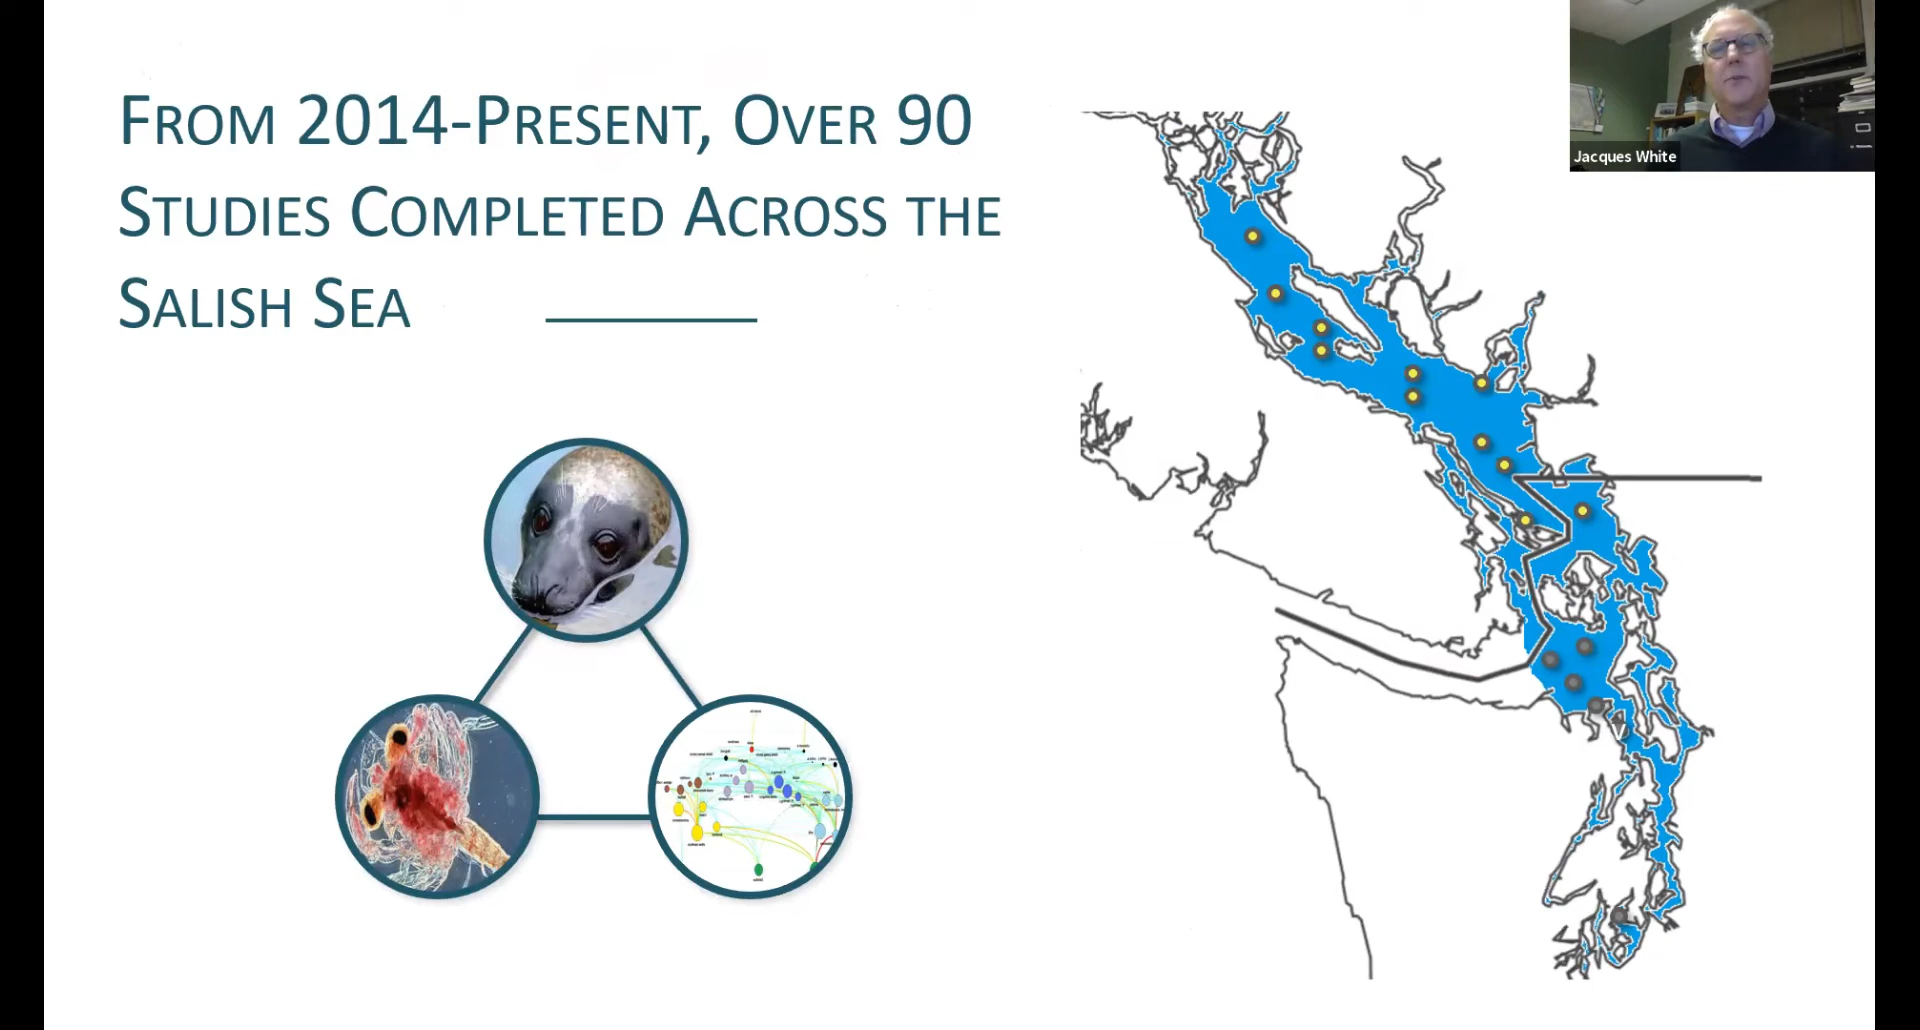 FROM 2014-PRESENT, OVER 90
STUDIES COMPLETED ACROSS THE
SALISH SEA
Jacques White